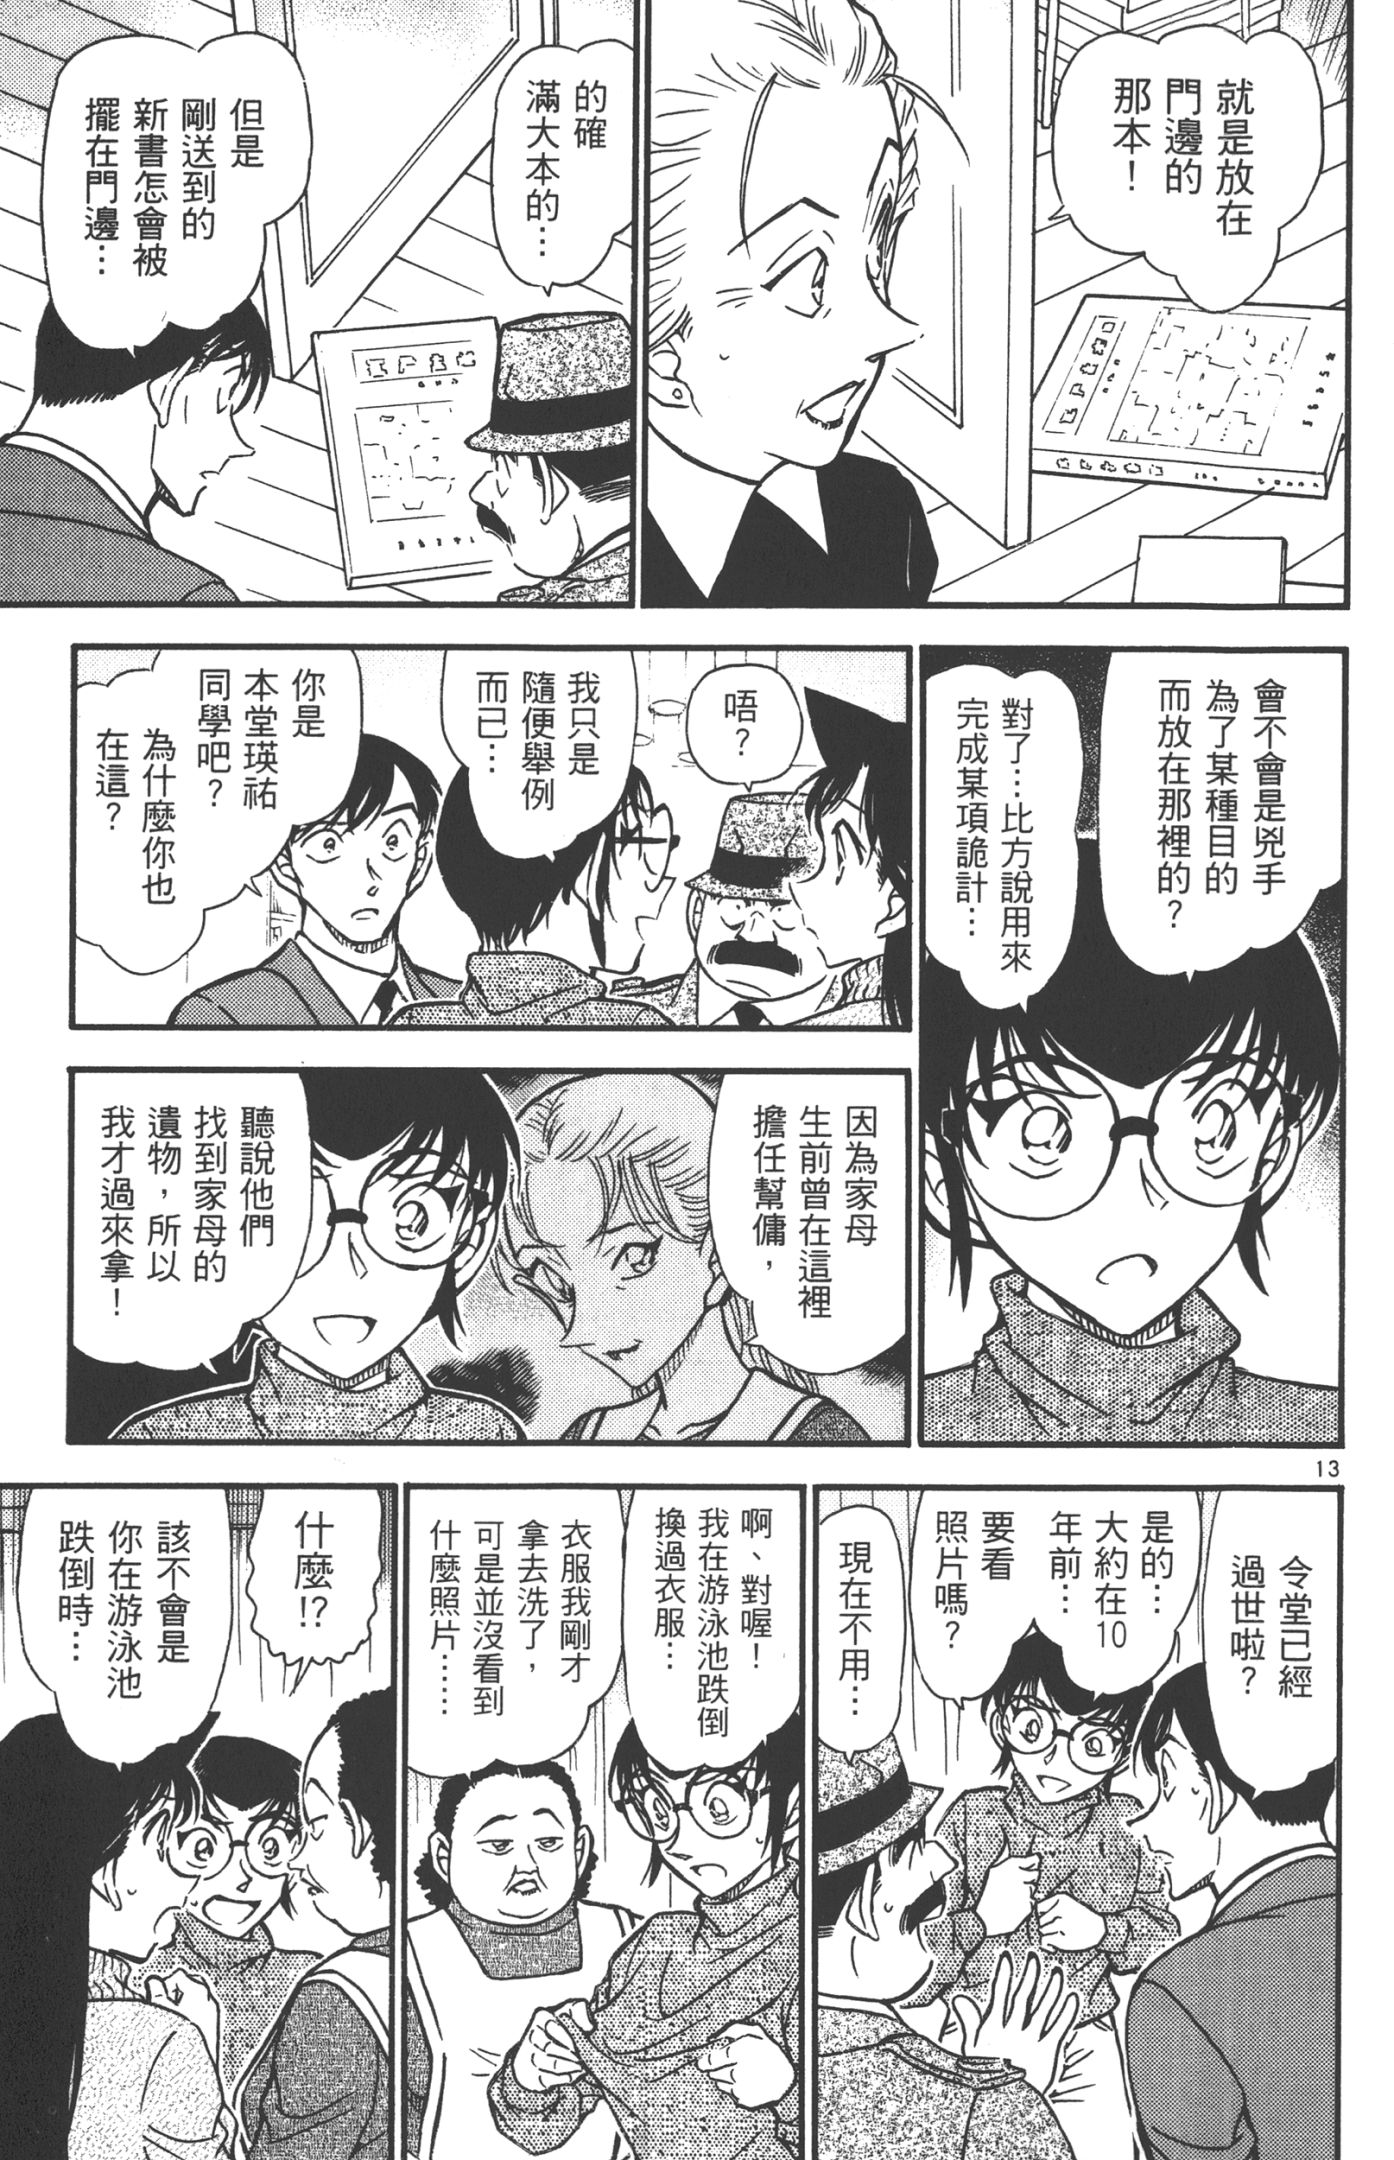 就是放在
門邊的
那本！
的確
滿大本的…
但是
剛送到的
新書怎會被
擺在門邊…
會不會是兇手
為了某種目的
而放在那裡的？
對了…比方說用來
完成某項詭計…
唔？
我只是
隨便舉例
而已…
你是
本堂瑛祐
同學吧？
為什麼你也
在這？
因為家母
生前曾在這裡
擔任幫傭，
聽說他們
找到家母的
遺物，所以
我才過來拿！
13
令堂已經
過世啦？
是的…
大約在10
年前…
要看
照片嗎？
現在不用…
啊、對喔！
我在游泳池跌倒
換過衣服…
衣服我剛才
拿去洗了，
可是並沒看到
什麼照片……
什麼!?
該不會是
你在游泳池
跌倒時…